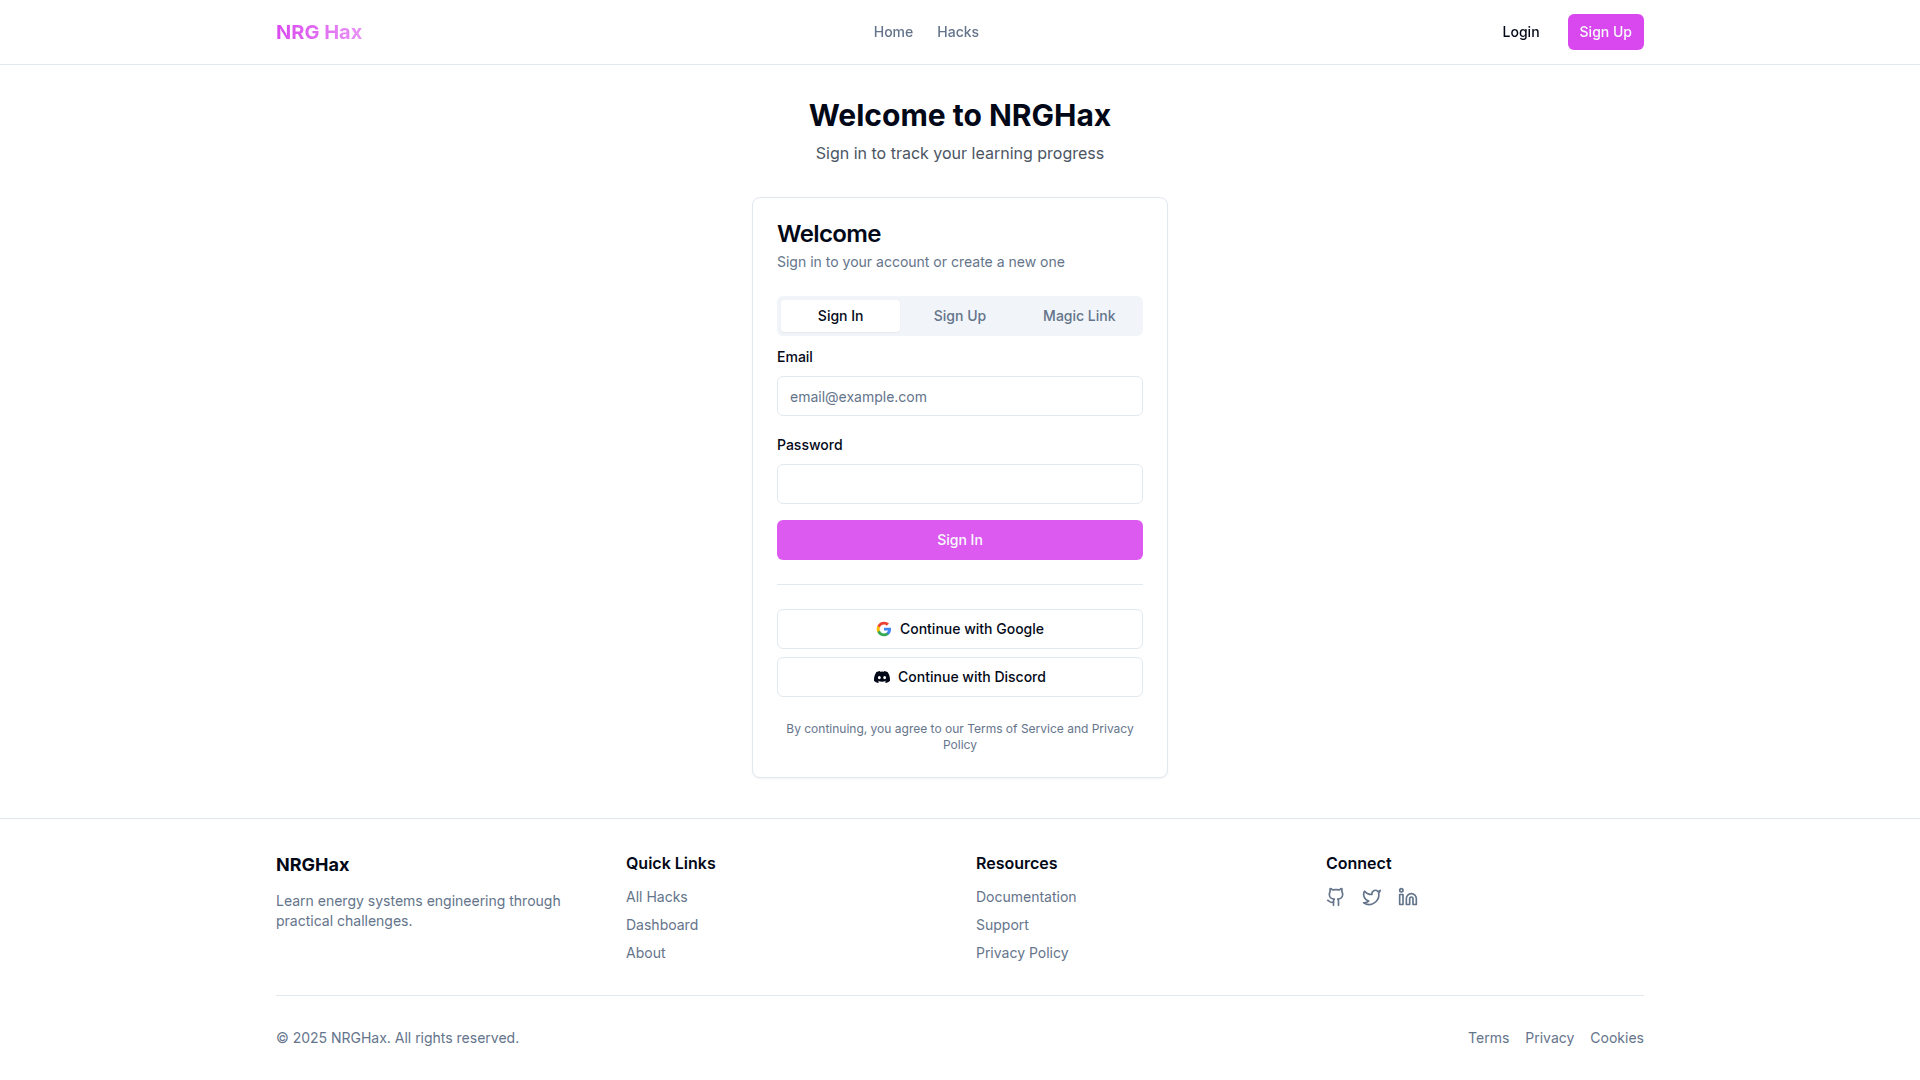 NRG Hax
Home
Hacks
Login
Sign Up
Welcome to NRGHax
Sign in to track your learning progress
Welcome
Sign in to your account or create a new one
Sign In
Sign Up
Magic Link
Email
email@example.com
Password
Sign In
Continue with Google
Continue with Discord
By continuing, you agree to our Terms of Service and Privacy
Policy
NRGHax
Learn energy systems engineering through
practical challenges.
Quick Links
All Hacks
Dashboard
About
Resources
Documentation
Support
Privacy Policy
Connect
© 2025 NRGHax. All rights reserved.
Terms
Privacy
Cookies